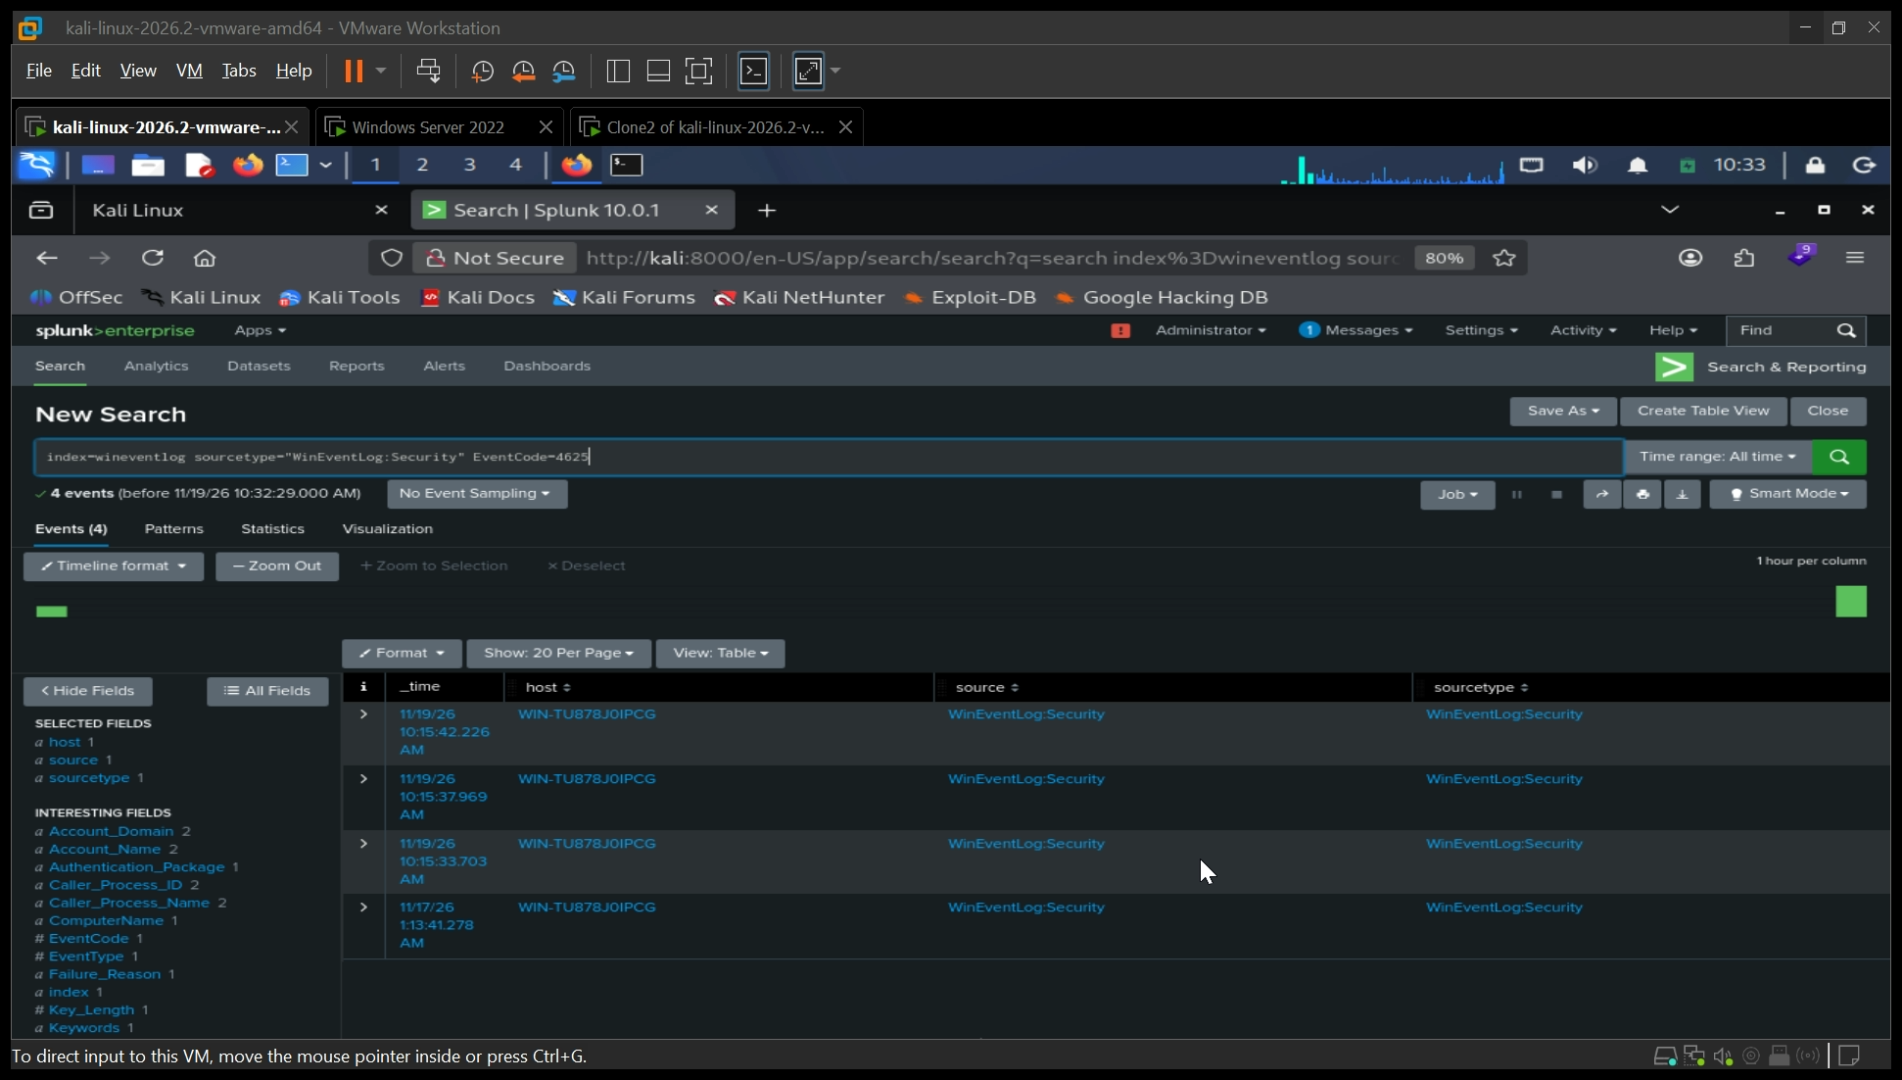 kali-linux-2026.2-vmware-amd64 - VMware Workstation
File Edit View VM Tabs Help
kali-linux-2026.2-vmware-... Windows Server 2022 Clone2 of kali-linux-2026.2-v...
1 2 3 4 10:33
Kali Linux Search | Splunk 10.0.1
Not Secure http://kali:8000/en-US/app/search/search?q=search index%3Dwineventlog sourc 80% 9
OffSec Kali Linux Kali Tools Kali Docs Kali Forums Kali NetHunter Exploit-DB Google Hacking DB
splunk>enterprise Apps Administrator 1 Messages Settings Activity Help Find
Search Analytics Datasets Reports Alerts Dashboards Search & Reporting
New Search Save As Create Table View Close
index=wineventlog sourcetype="WinEventLog:Security" EventCode=4625 Time range: All time
4 events (before 11/19/26 10:32:29.000 AM) No Event Sampling Job Smart Mode
Events (4) Patterns Statistics Visualization
Timeline format — Zoom Out + Zoom to Selection × Deselect 1 hour per column
Format Show: 20 Per Page View: Table
< Hide Fields All Fields i _time host source sourcetype
SELECTED FIELDS
a host 1
a source 1
a sourcetype 1
INTERESTING FIELDS
a Account_Domain 2
a Account_Name 2
a Authentication_Package 1
a Caller_Process_ID 2
a Caller_Process_Name 2
a ComputerName 1
# EventCode 1
# EventType 1
a Failure_Reason 1
a index 1
# Key_Length 1
a Keywords 1
> 11/19/26 WIN-TU878J0IPCG WinEventLog:Security WinEventLog:Security
10:15:42.226
AM
> 11/19/26 WIN-TU878J0IPCG WinEventLog:Security WinEventLog:Security
10:15:37.969
AM
> 11/19/26 WIN-TU878J0IPCG WinEventLog:Security WinEventLog:Security
10:15:33.703
AM
> 11/17/26 WIN-TU878J0IPCG WinEventLog:Security WinEventLog:Security
1:13:41.278
AM
To direct input to this VM, move the mouse pointer inside or press Ctrl+G.